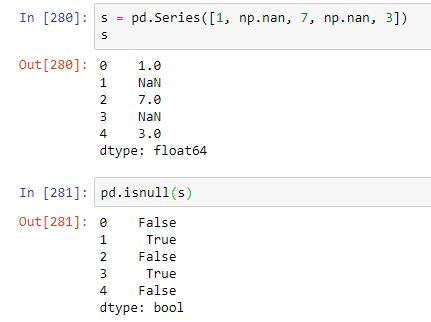 In [280]: s = pd.Series([1, np.nan, 7, np.nan, 3])
s
Out[280]: 0    1.0
1    NaN
2    7.0
3    NaN
4    3.0
dtype: float64
In [281]: pd.isnull(s)
Out[281]: 0    False
1     True
2    False
3     True
4    False
dtype: bool